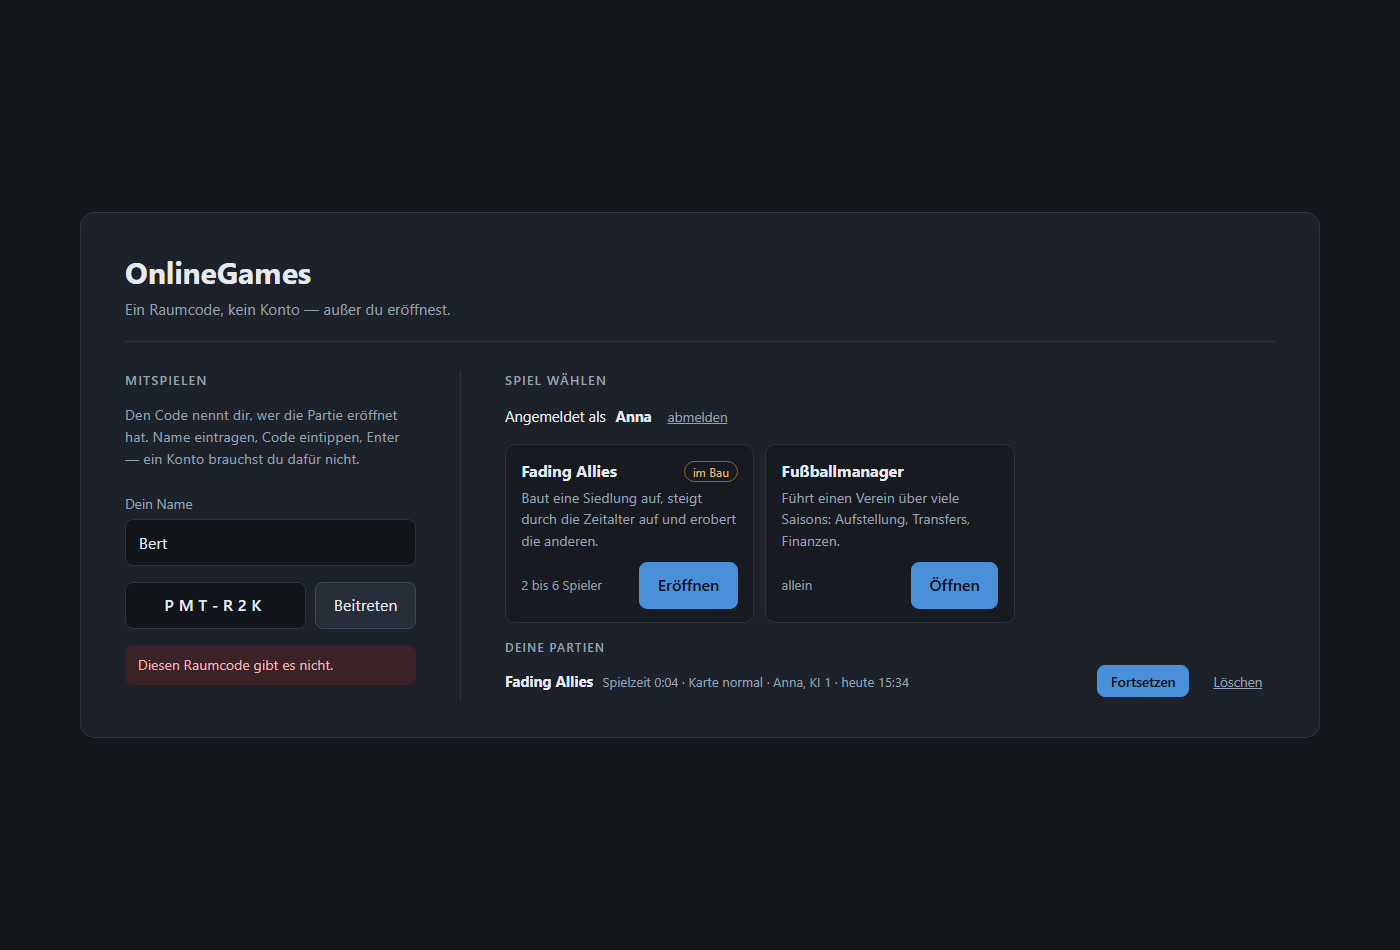 OnlineGames
Ein Raumcode, kein Konto — außer du eröffnest.
MITSPIELEN
Den Code nennt dir, wer die Partie eröffnet
hat. Name eintragen, Code eintippen, Enter
— ein Konto brauchst du dafür nicht.
Dein Name
Bert
PMT-R2K
Beitreten
Diesen Raumcode gibt es nicht.
SPIEL WÄHLEN
Angemeldet als Anna abmelden
Fading Allies
im Bau
Baut eine Siedlung auf, steigt
durch die Zeitalter auf und erobert
die anderen.
2 bis 6 Spieler
Eröffnen
Fußballmanager
Führt einen Verein über viele
Saisons: Aufstellung, Transfers,
Finanzen.
allein
Öffnen
DEINE PARTIEN
Fading Allies Spielzeit 0:04 · Karte normal · Anna, KI 1 · heute 15:34
Fortsetzen
Löschen